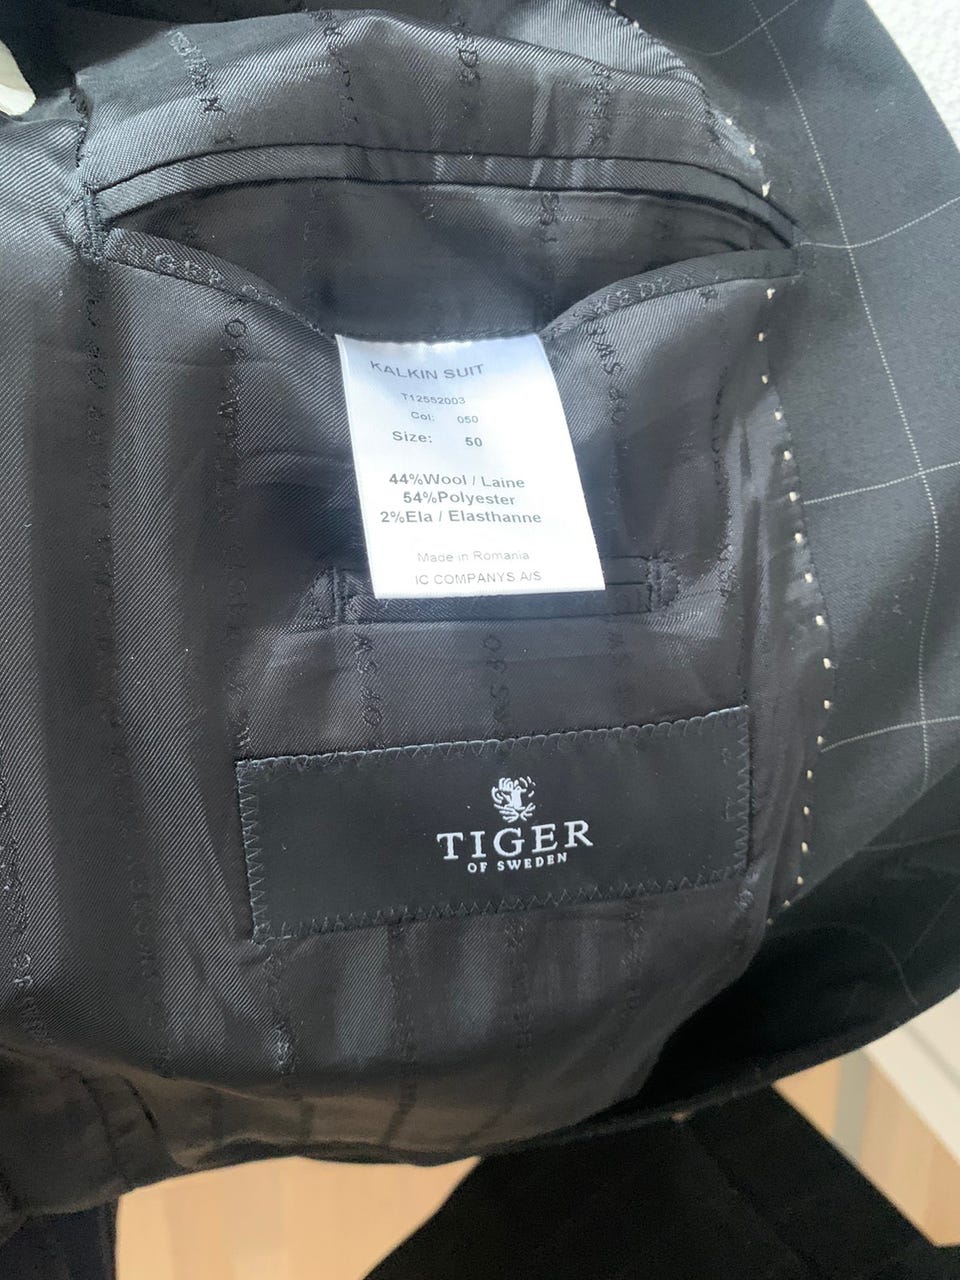 KALKIN SUIT
T12552003
Col: 050
Size: 50
44%Wool / Laine
54%Polyester
2%Ela / Elasthanne
Made in Romania
IC COMPANYS A/S
TIGER
OF SWEDEN